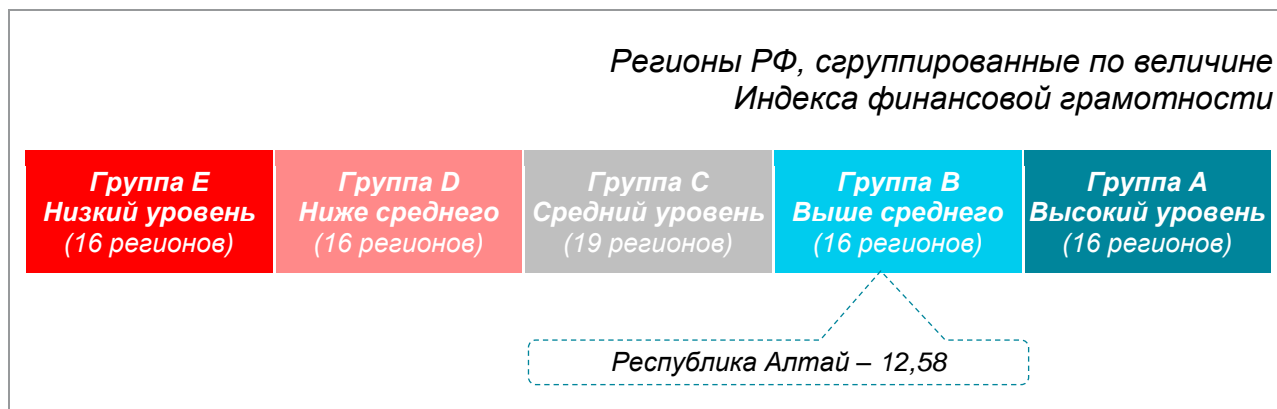 Регионы РФ, сгруппированные по величине
Индекса финансовой грамотности
Группа E
Низкий уровень
(16 регионов)
Группа D
Ниже среднего
(16 регионов)
Группа C
Средний уровень
(19 регионов)
Группа B
Выше среднего
(16 регионов)
Группа A
Высокий уровень
(16 регионов)
Республика Алтай – 12,58